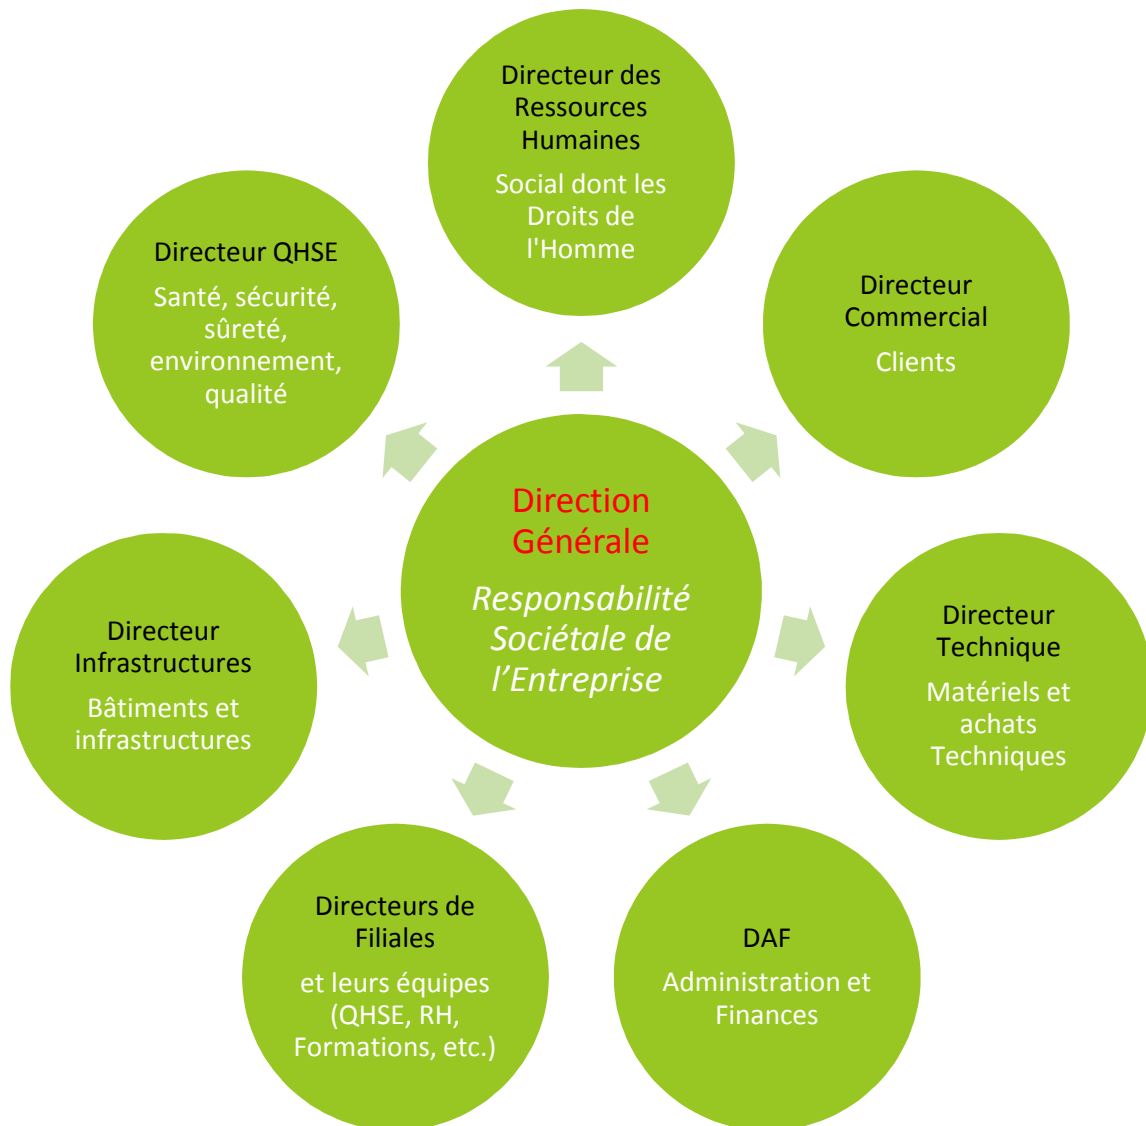 Directeur des
Ressources
Humaines
Social dont les
Droits de
l'Homme
Directeur QHSE
Santé, sécurité,
sûreté,
environnement,
qualité
Directeur
Commercial
Clients
Direction
Générale
Responsabilité
Sociétale de
l’Entreprise
Directeur
Infrastructures
Bâtiments et
infrastructures
Directeur
Technique
Matériels et
achats
Techniques
Directeurs de
Filiales
et leurs équipes
(QHSE, RH,
Formations, etc.)
DAF
Administration et
Finances